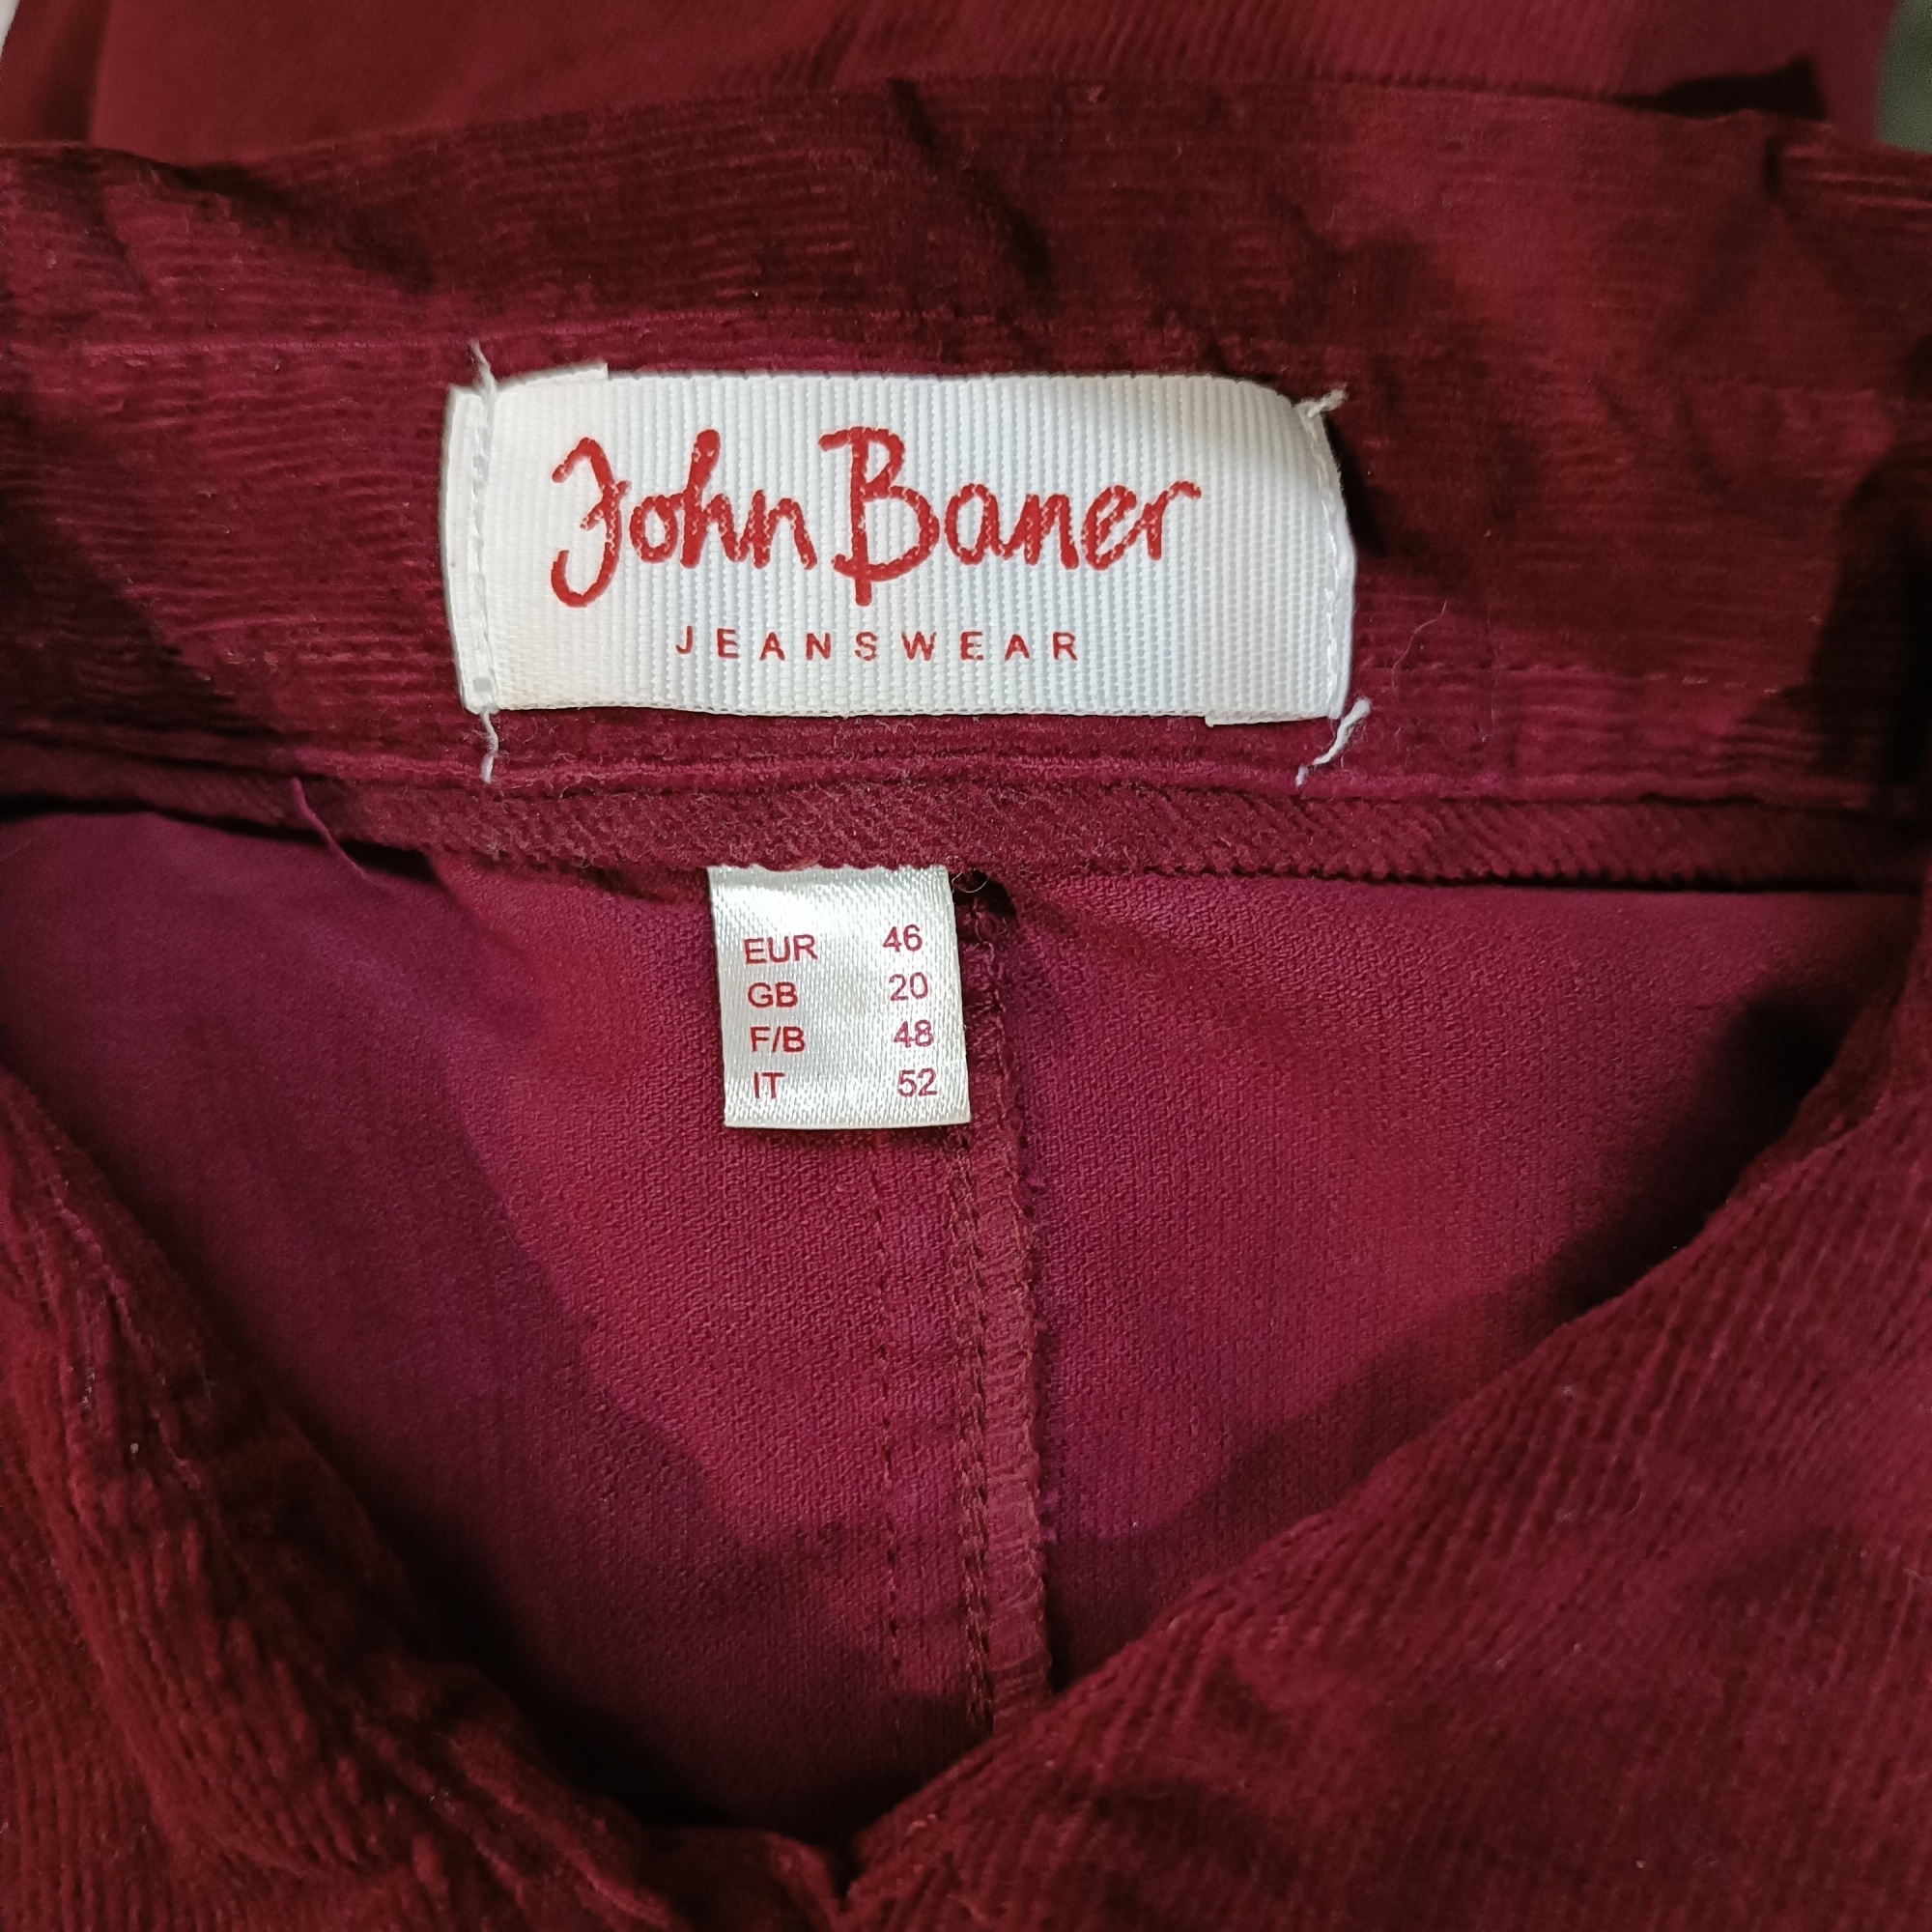 John Baner
JEANSWEAR
EUR 46
GB 20
F/B 48
IT 52